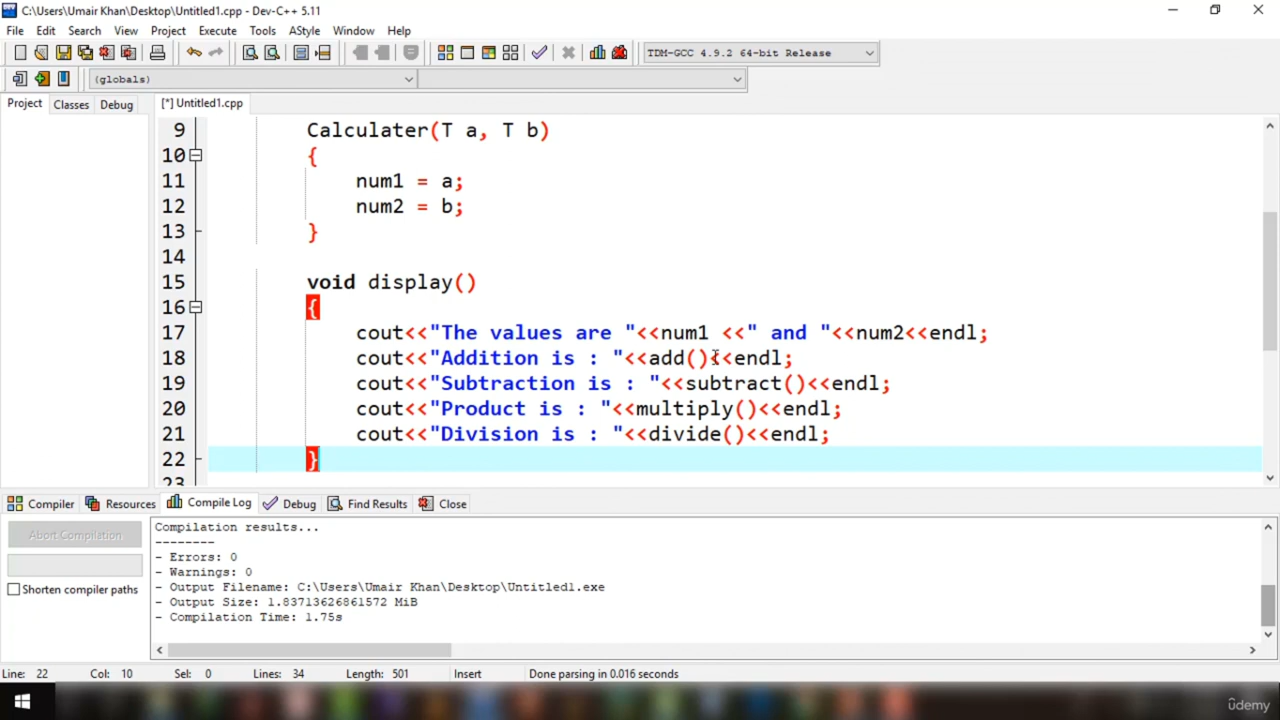 C:\Users\Umair Khan\Desktop\Untitled1.cpp - Dev-C++ 5.11
File Edit Search View Project Execute Tools AStyle Window Help
TDM-GCC 4.9.2 64-bit Release
(globals)
Project Classes Debug [*] Untitled1.cpp
9 Calculater(T a, T b)
10 {
11 num1 = a;
12 num2 = b;
13 }
14
15 void display()
16 {
17 cout<<"The values are "<<num1 <<" and "<<num2<<endl;
18 cout<<"Addition is : "<<add()<<endl;
19 cout<<"Subtraction is : "<<subtract()<<endl;
20 cout<<"Product is : "<<multiply()<<endl;
21 cout<<"Division is : "<<divide()<<endl;
22 }
23
Compiler Resources Compile Log Debug Find Results Close
Abort Compilation
Shorten compiler paths
Compilation results...
--------
- Errors: 0
- Warnings: 0
- Output Filename: C:\Users\Umair Khan\Desktop\Untitled1.exe
- Output Size: 1.83713626861572 MiB
- Compilation Time: 1.75s
Line: 22 Col: 10 Sel: 0 Lines: 34 Length: 501 Insert Done parsing in 0.016 seconds
ûdemy